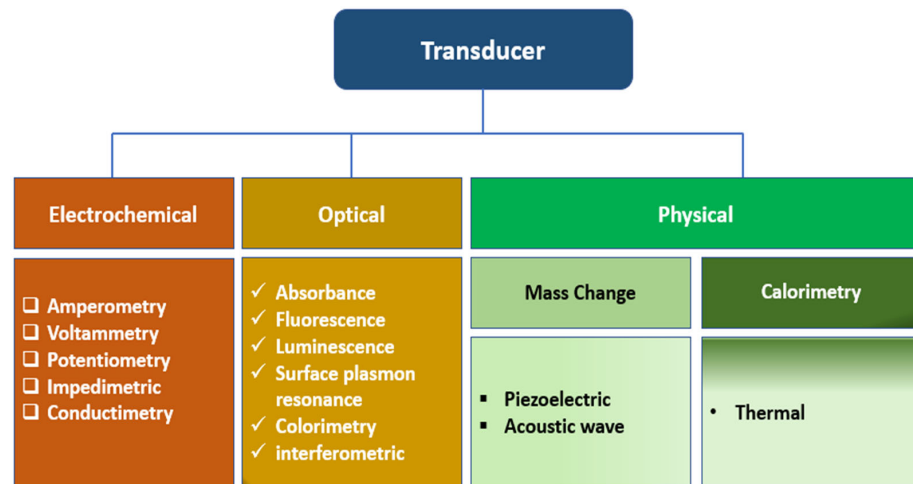 Transducer
Electrochemical
Optical
Physical
Amperometry
Voltammetry
Potentiometry
Impedimetric
Conductimetry
Absorbance
Fluorescence
Luminescence
Surface plasmon
resonance
Colorimetry
interferometric
Mass Change
Calorimetry
Piezoelectric
Acoustic wave
Thermal